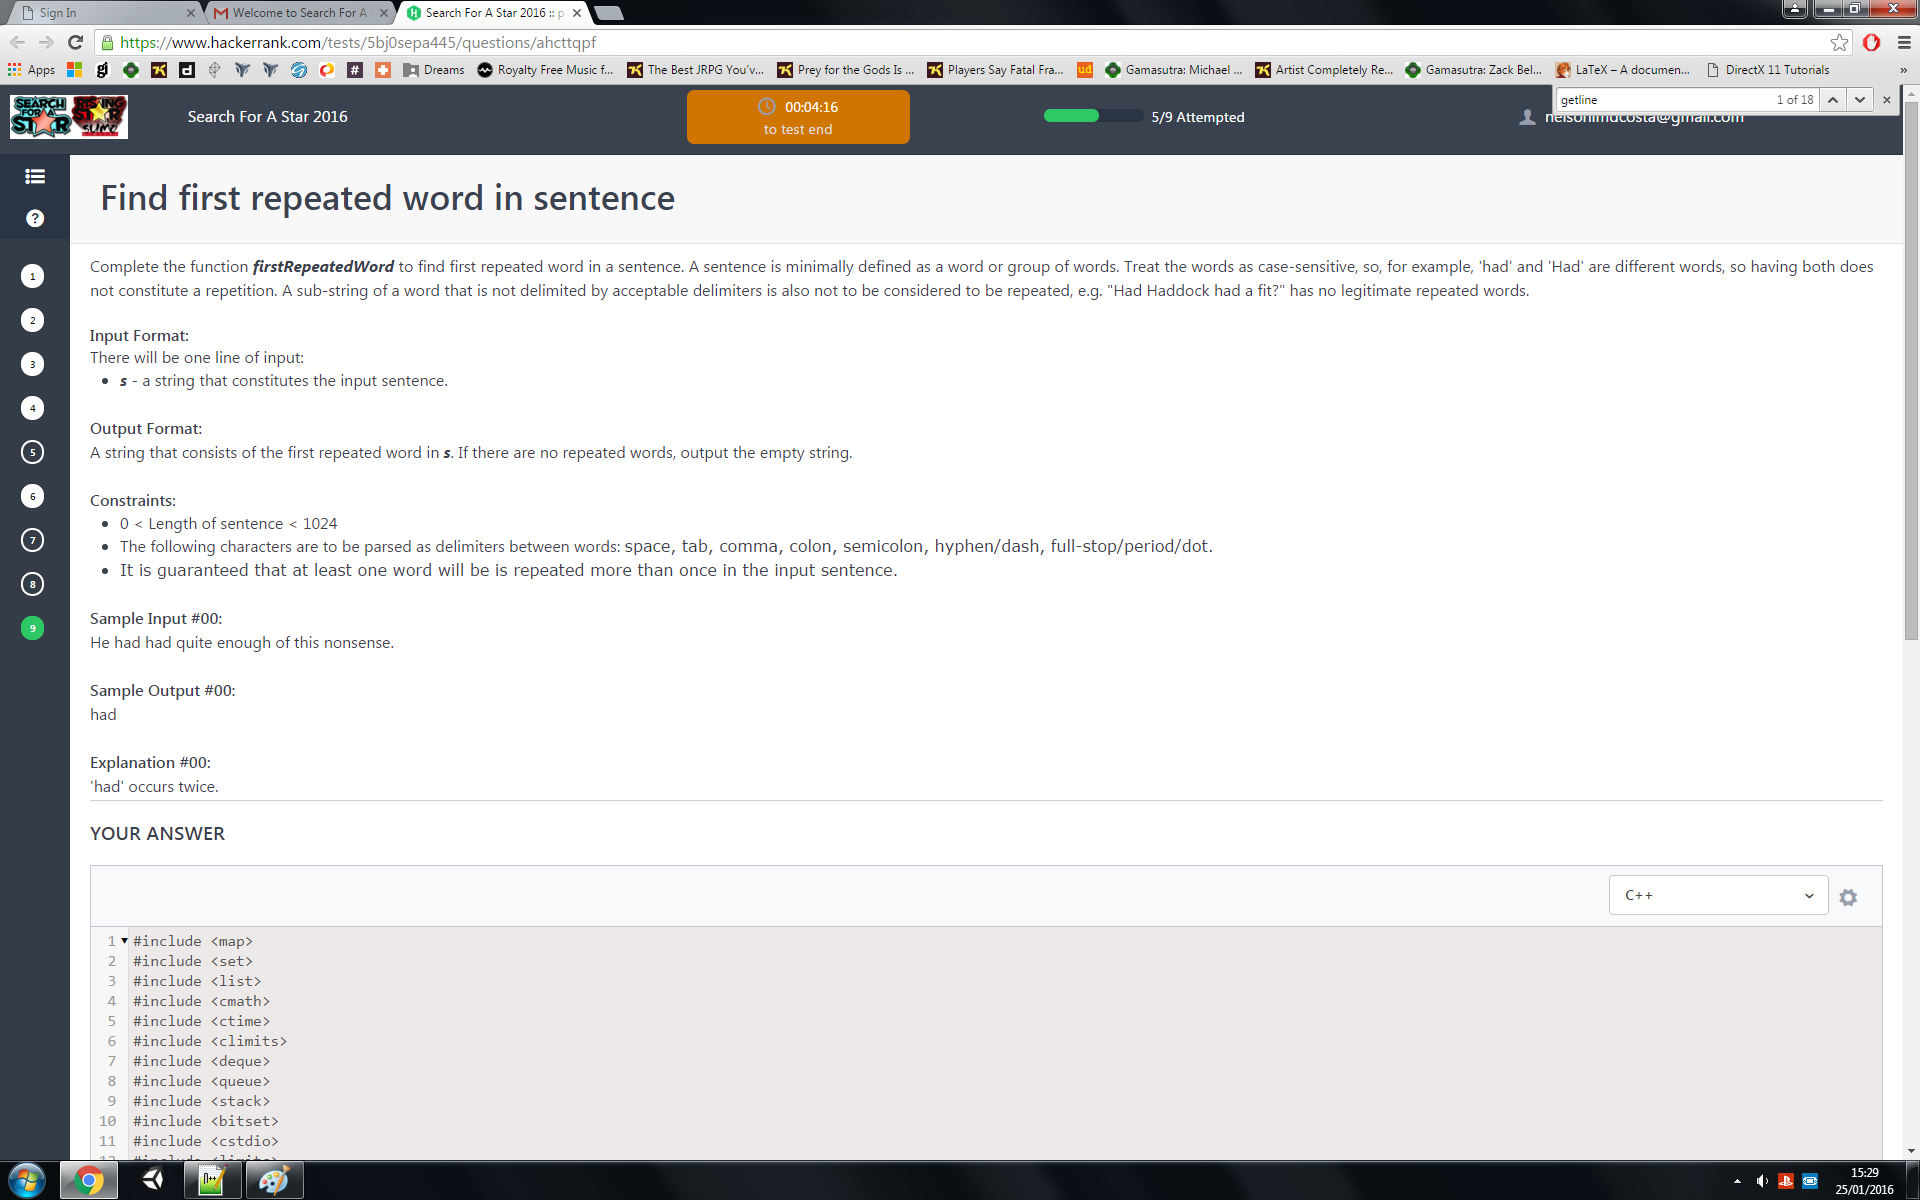 Sign In
Welcome to Search For A
Search For A Star 2016 :: p
https://www.hackerrank.com/tests/5bj0sepa445/questions/ahcttqpf
Apps
Dreams
Royalty Free Music f...
The Best JRPG You'v...
Prey for the Gods Is ...
Players Say Fatal Fra...
ud
Gamasutra: Michael ...
Artist Completely Re...
Gamasutra: Zack Bel...
LaTeX – A documen...
DirectX 11 Tutorials
»
getline
1 of 18
SEARCH FOR A STAR
RISING STAR
SUMO
Search For A Star 2016
00:04:16
to test end
5/9 Attempted
Find first repeated word in sentence
1
2
3
4
5
6
7
8
9
Complete the function firstRepeatedWord to find first repeated word in a sentence. A sentence is minimally defined as a word or group of words. Treat the words as case-sensitive, so, for example, 'had' and 'Had' are different words, so having both does
not constitute a repetition. A sub-string of a word that is not delimited by acceptable delimiters is also not to be considered to be repeated, e.g. "Had Haddock had a fit?" has no legitimate repeated words.
Input Format:
There will be one line of input:
• s - a string that constitutes the input sentence.
Output Format:
A string that consists of the first repeated word in s. If there are no repeated words, output the empty string.
Constraints:
• 0 < Length of sentence < 1024
• The following characters are to be parsed as delimiters between words: space, tab, comma, colon, semicolon, hyphen/dash, full-stop/period/dot.
• It is guaranteed that at least one word will be is repeated more than once in the input sentence.
Sample Input #00:
He had had quite enough of this nonsense.
Sample Output #00:
had
Explanation #00:
'had' occurs twice.
YOUR ANSWER
C++
1 #include <map>
2 #include <set>
3 #include <list>
4 #include <cmath>
5 #include <ctime>
6 #include <climits>
7 #include <deque>
8 #include <queue>
9 #include <stack>
10 #include <bitset>
11 #include <cstdio>
15:29
25/01/2016